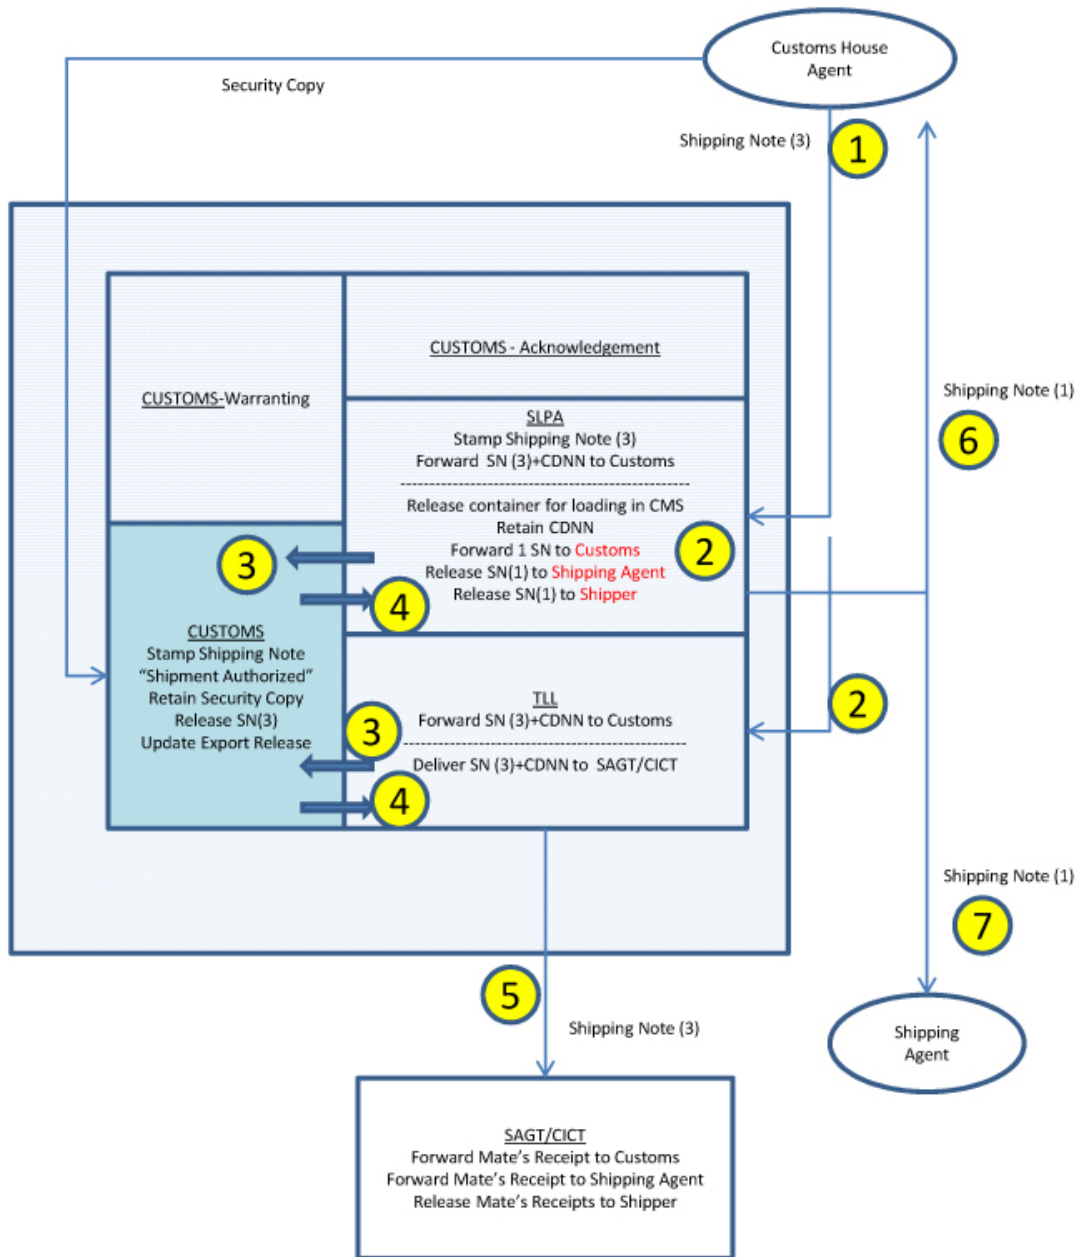 Customs House
Agent
Security Copy
Shipping Note (3)
1
CUSTOMS - Acknowledgement
CUSTOMS-Warranting
Shipping Note (1)
6
SLPA
Stamp Shipping Note (3)
Forward SN (3)+CDNN to Customs
--------------------------------------------------
Release container for loading in CMS
Retain CDNN
Forward 1 SN to Customs
Release SN(1) to Shipping Agent
Release SN(1) to Shipper
2
3
4
CUSTOMS
Stamp Shipping Note
“Shipment Authorized”
Retain Security Copy
Release SN(3)
Update Export Release
TLL
Forward SN (3)+CDNN to Customs
--------------------------------------------------
Deliver SN (3)+CDNN to SAGT/CICT
2
3
4
Shipping Note (1)
7
5
Shipping Note (3)
Shipping
Agent
SAGT/CICT
Forward Mate’s Receipt to Customs
Forward Mate’s Receipt to Shipping Agent
Release Mate’s Receipts to Shipper